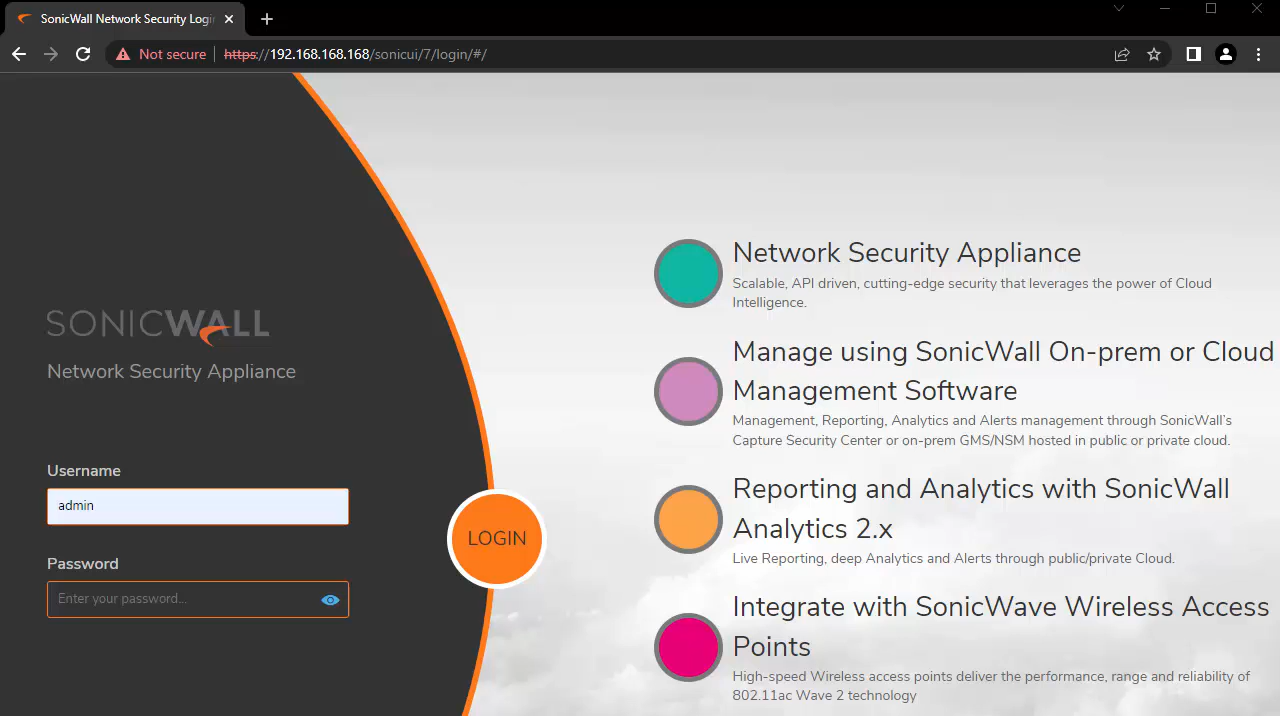 SonicWall Network Security Logi
Not secure
https://192.168.168.168/sonicui/7/login/#/
SONICWALL
Network Security Appliance
Username
admin
Password
Enter your password...
LOGIN
Network Security Appliance
Scalable, API driven, cutting-edge security that leverages the power of Cloud
Intelligence.
Manage using SonicWall On-prem or Cloud
Management Software
Management, Reporting, Analytics and Alerts management through SonicWall's
Capture Security Center or on-prem GMS/NSM hosted in public or private cloud.
Reporting and Analytics with SonicWall
Analytics 2.x
Live Reporting, deep Analytics and Alerts through public/private Cloud.
Integrate with SonicWave Wireless Access
Points
High-speed Wireless access points deliver the performance, range and reliability of
802.11ac Wave 2 technology